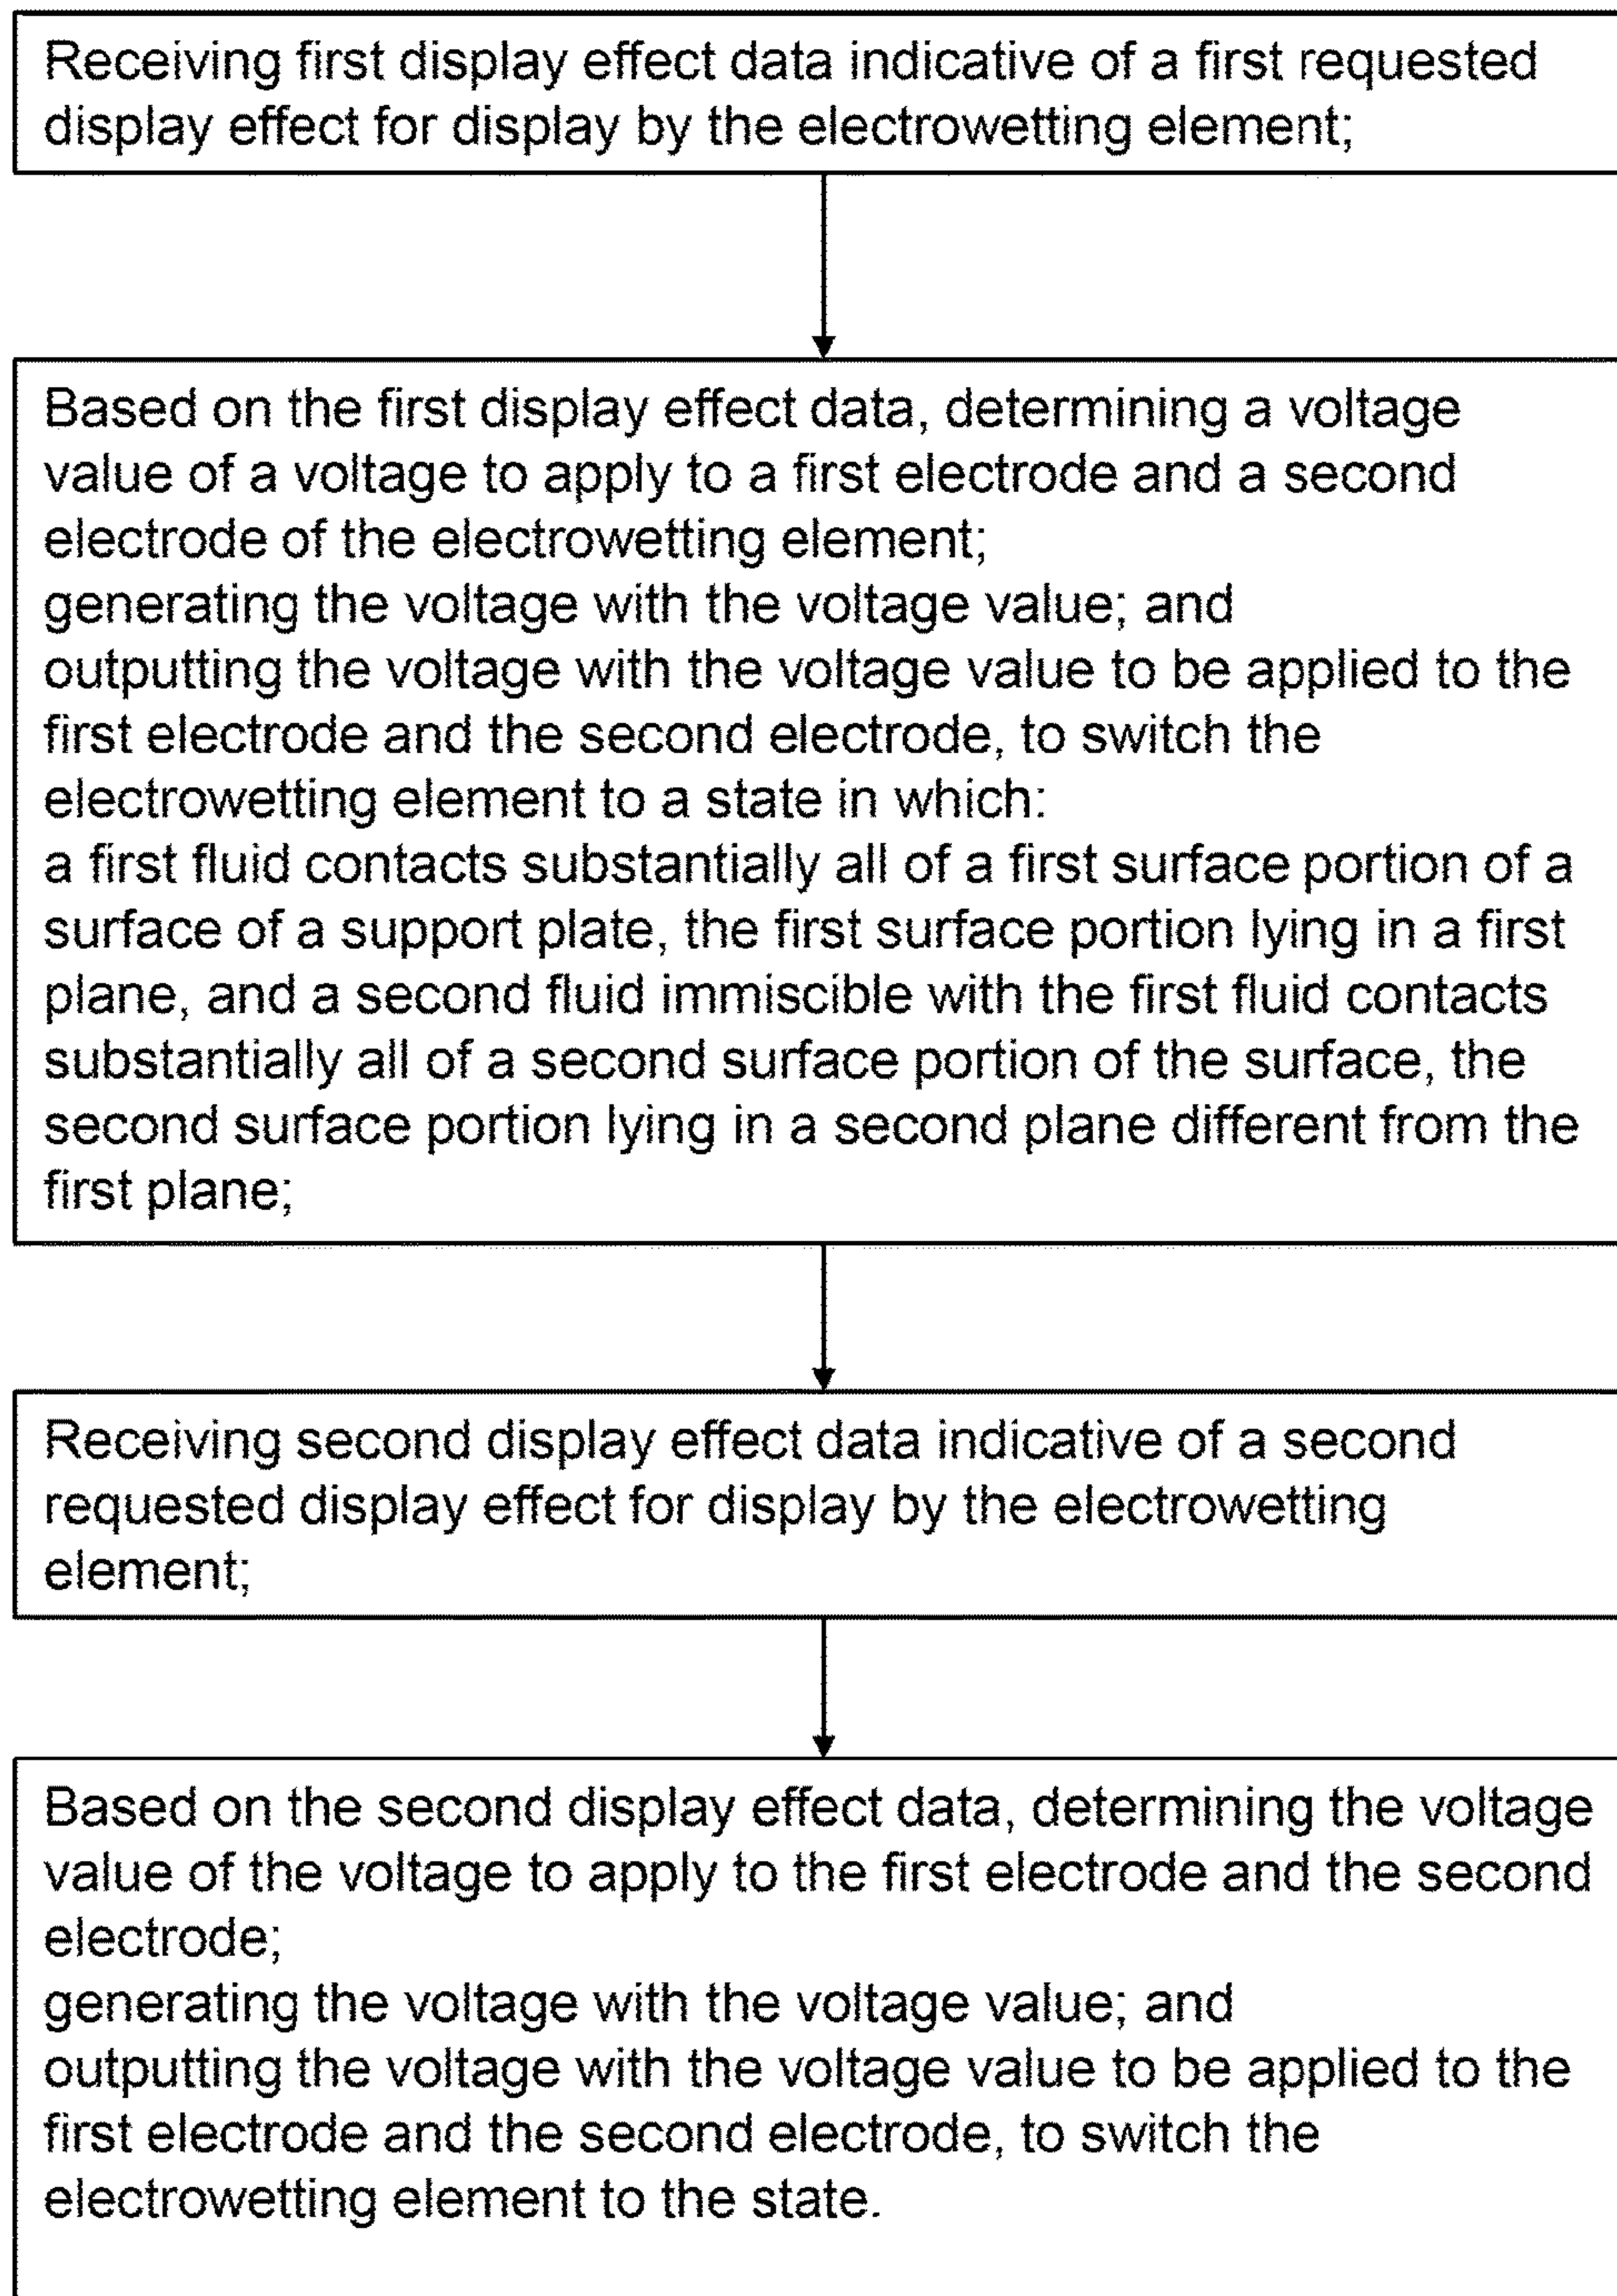 Receiving first display effect data indicative of a first requested
display effect for display by the electrowetting element;
Based on the first display effect data, determining a voltage
value of a voltage to apply to a first electrode and a second
electrode of the electrowetting element;
generating the voltage with the voltage value; and
outputting the voltage with the voltage value to be applied to the
first electrode and the second electrode, to switch the
electrowetting element to a state in which:
a first fluid contacts substantially all of a first surface portion of a
surface of a support plate, the first surface portion lying in a first
plane, and a second fluid immiscible with the first fluid contacts
substantially all of a second surface portion of the surface, the
second surface portion lying in a second plane different from the
first plane;
Receiving second display effect data indicative of a second
requested display effect for display by the electrowetting
element;
Based on the second display effect data, determining the voltage
value of the voltage to apply to the first electrode and the second
electrode;
generating the voltage with the voltage value; and
outputting the voltage with the voltage value to be applied to the
first electrode and the second electrode, to switch the
electrowetting element to the state.